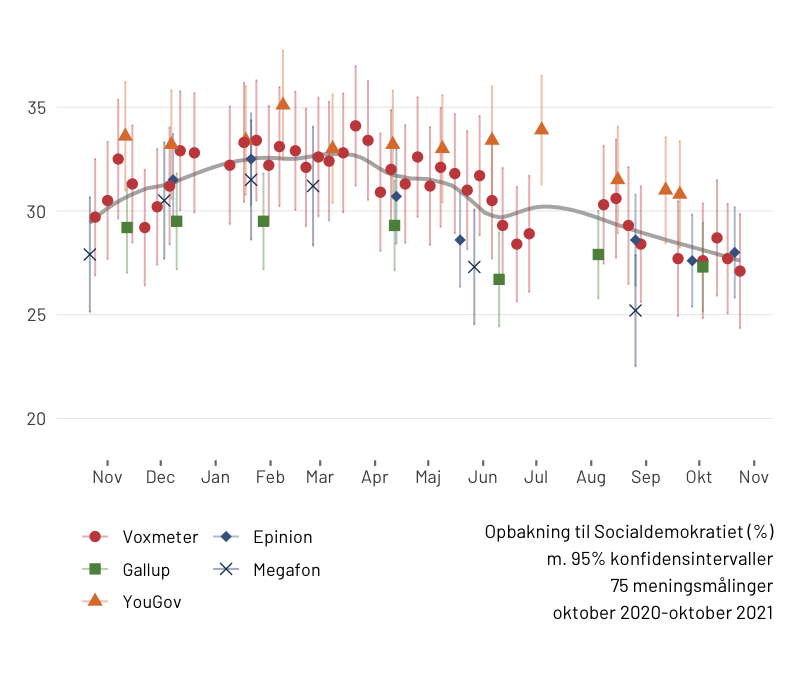 35
30
25
20
Nov Dec Jan Feb Mar Apr Maj Jun Jul Aug Sep Okt Nov
Voxmeter Epinion
Gallup Megafon
YouGov
Opbakning til Socialdemokratiet (%)
m. 95% konfidensintervaller
75 meningsmålinger
oktober 2020-oktober 2021